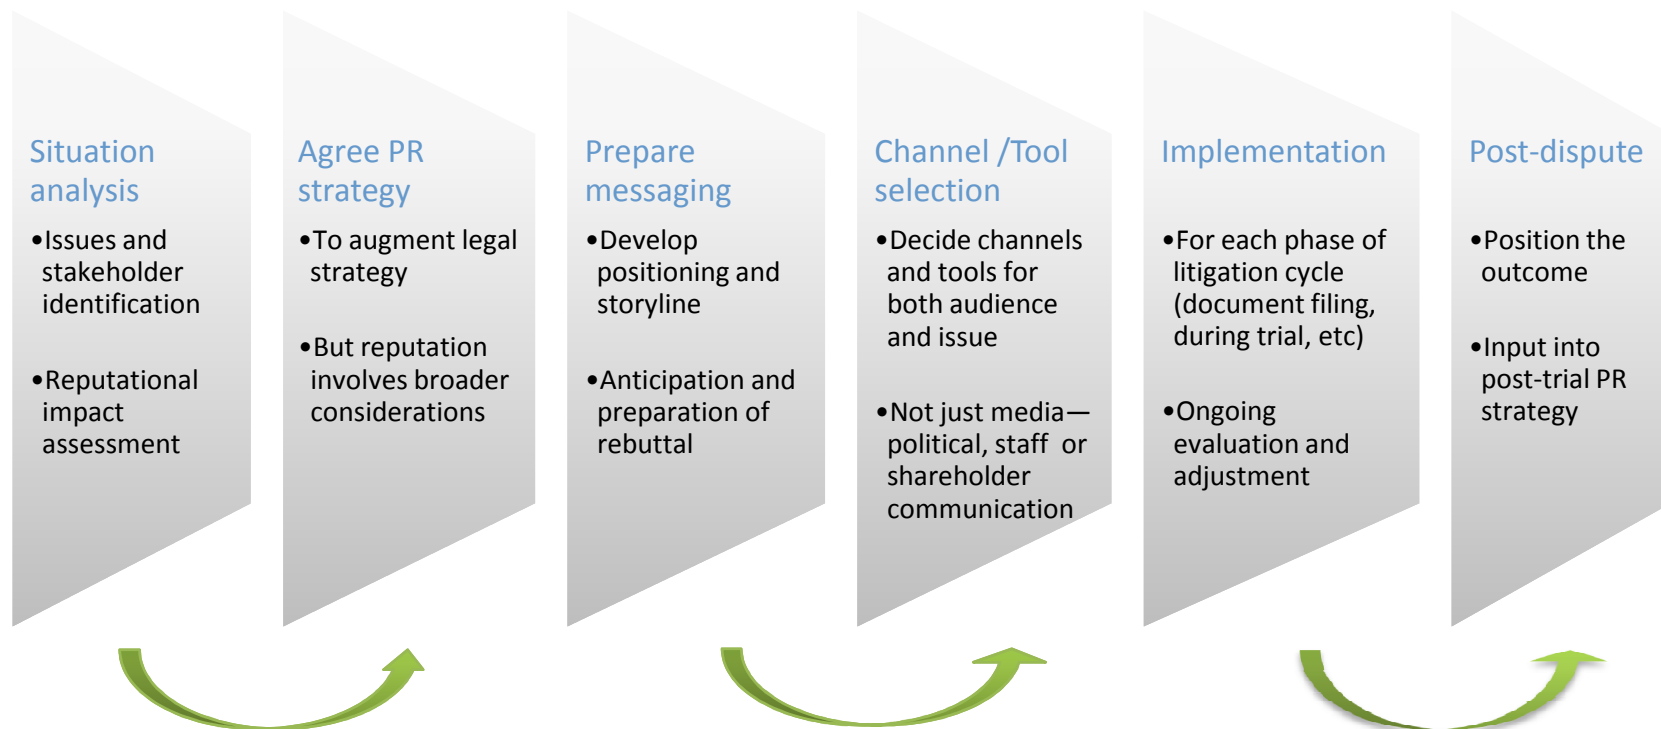 Situation
analysis
•Issues and
stakeholder
identification
•Reputational
impact
assessment
Agree PR
strategy
•To augment legal
strategy
•But reputation
involves broader
considerations
Prepare
messaging
•Develop
positioning and
storyline
•Anticipation and
preparation of
rebuttal
Channel /Tool
selection
•Decide channels
and tools for
both audience
and issue
•Not just media—
political, staff or
shareholder
communication
Implementation
•For each phase of
litigation cycle
(document filing,
during trial, etc)
•Ongoing
evaluation and
adjustment
Post-dispute
•Position the
outcome
•Input into
post-trial PR
strategy